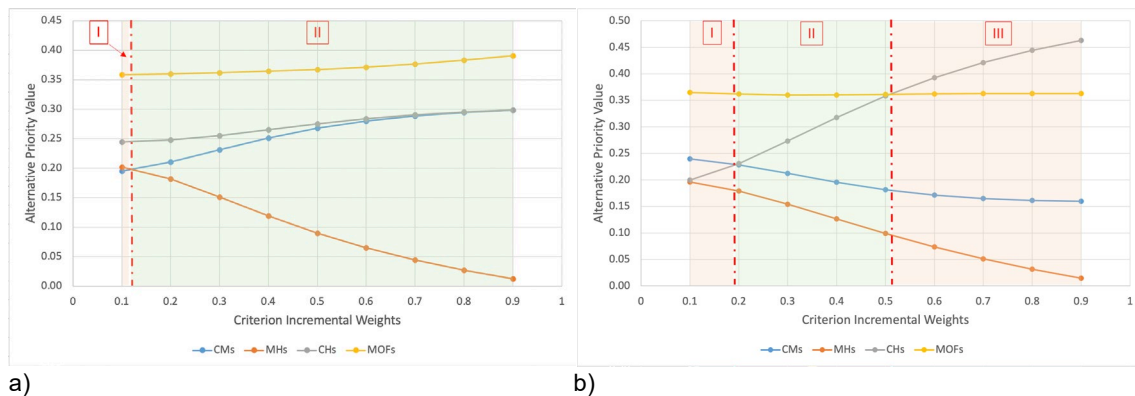 I
II
0.45
0.40
0.35
0.30
0.25
0.20
0.15
0.10
0.05
0.00
Alternative Priority Value
0 0.1 0.2 0.3 0.4 0.5 0.6 0.7 0.8 0.9 1
Criterion Incremental Weights
CMs MHs CHs MOFs
a)
I
II
III
0.50
0.45
0.40
0.35
0.30
0.25
0.20
0.15
0.10
0.05
0.00
Alternative Priority Value
0 0.1 0.2 0.3 0.4 0.5 0.6 0.7 0.8 0.9 1
Criterion Incremental Weights
CMs MHs CHs MOFs
b)